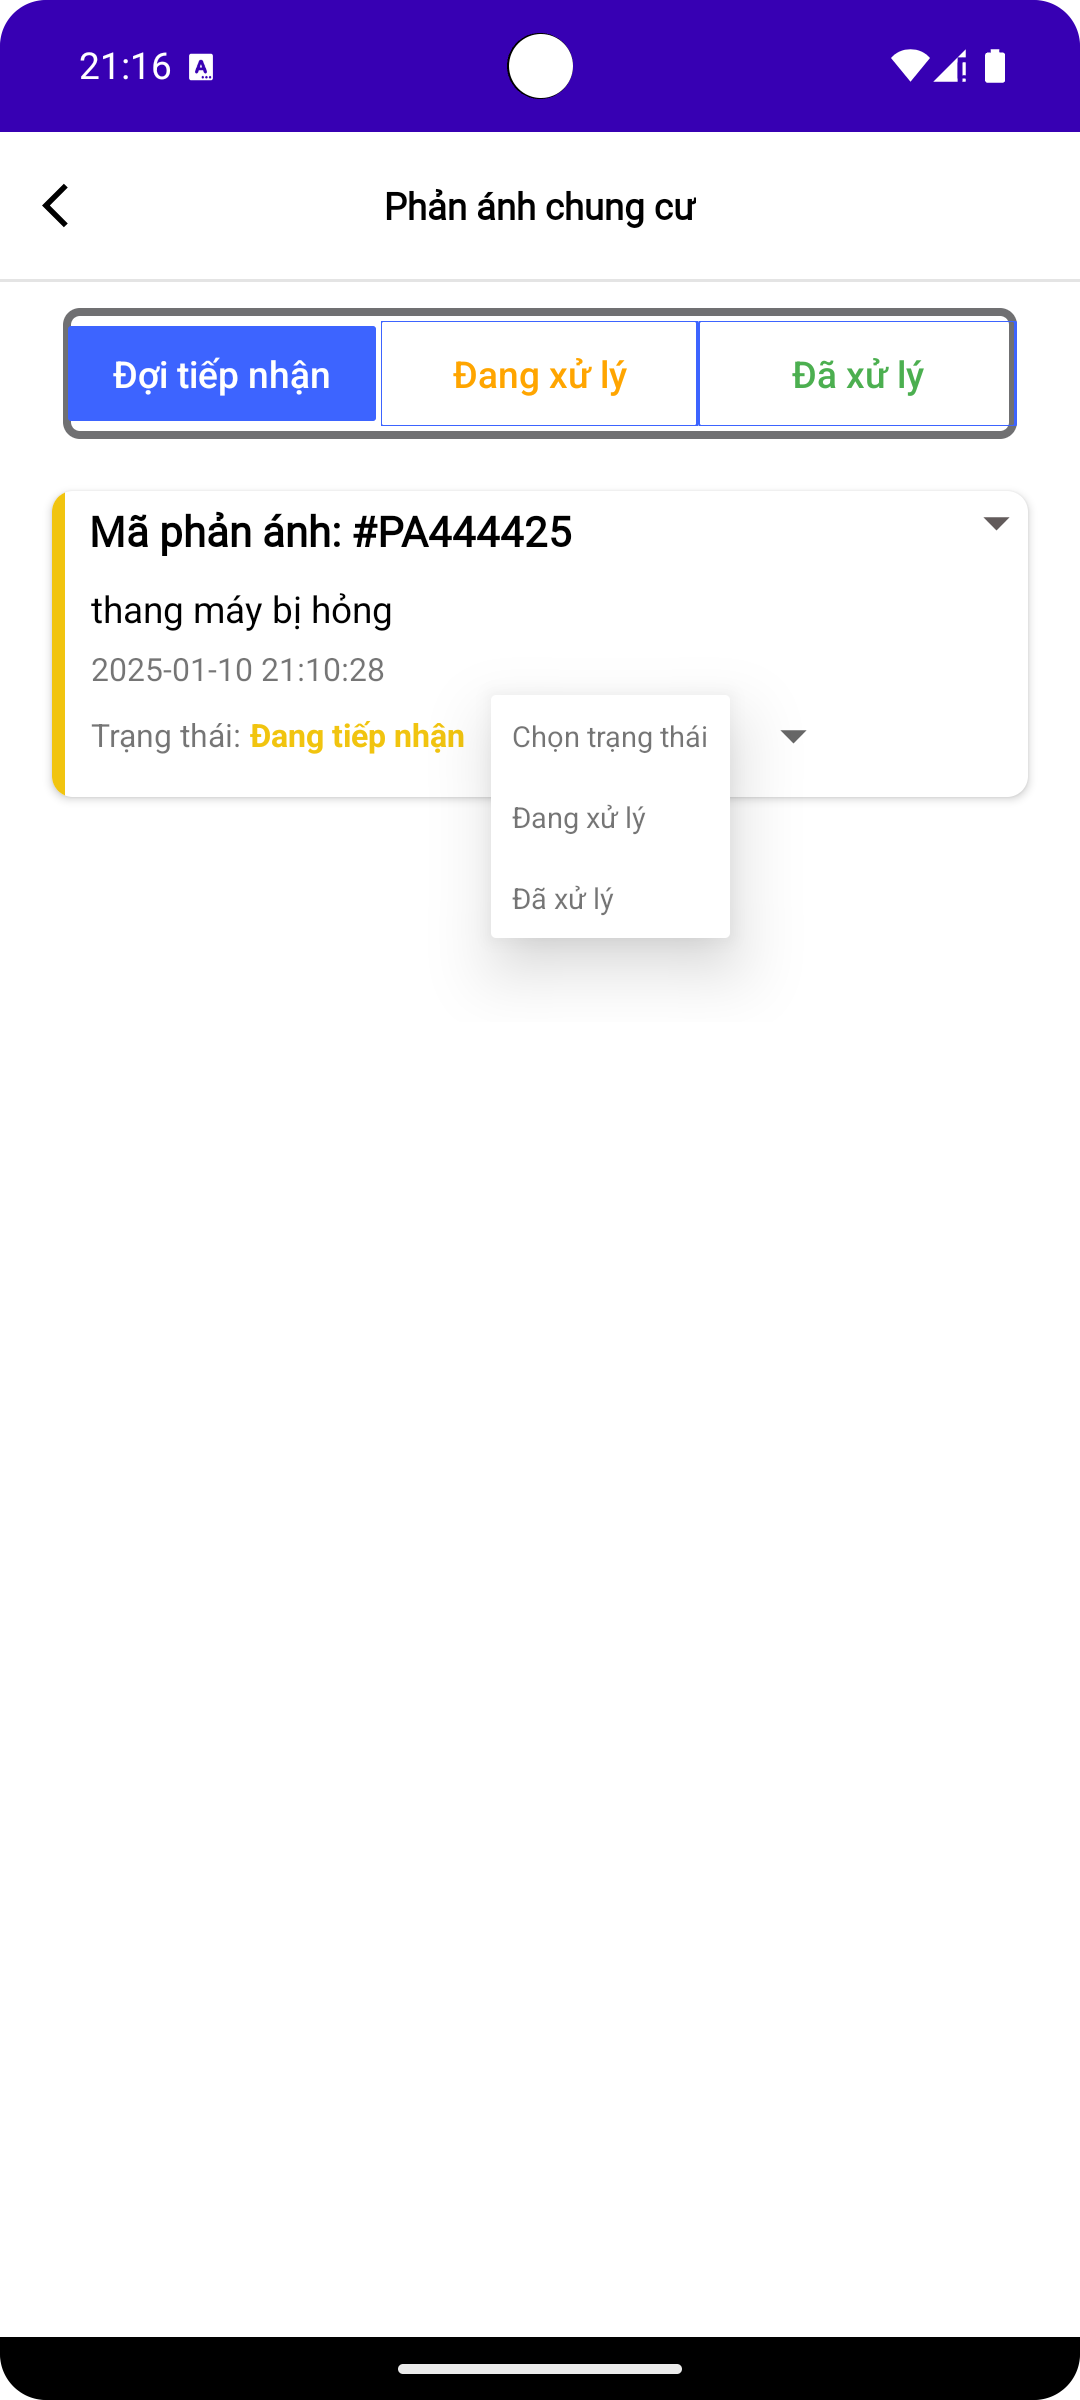 21:16
Phản ánh chung cư
Đợi tiếp nhận Đang xử lý Đã xử lý
Mã phản ánh: #PA444425
thang máy bị hỏng
2025-01-10 21:10:28
Trạng thái: Đang tiếp nhận Chọn trạng thái
Đang xử lý
Đã xử lý